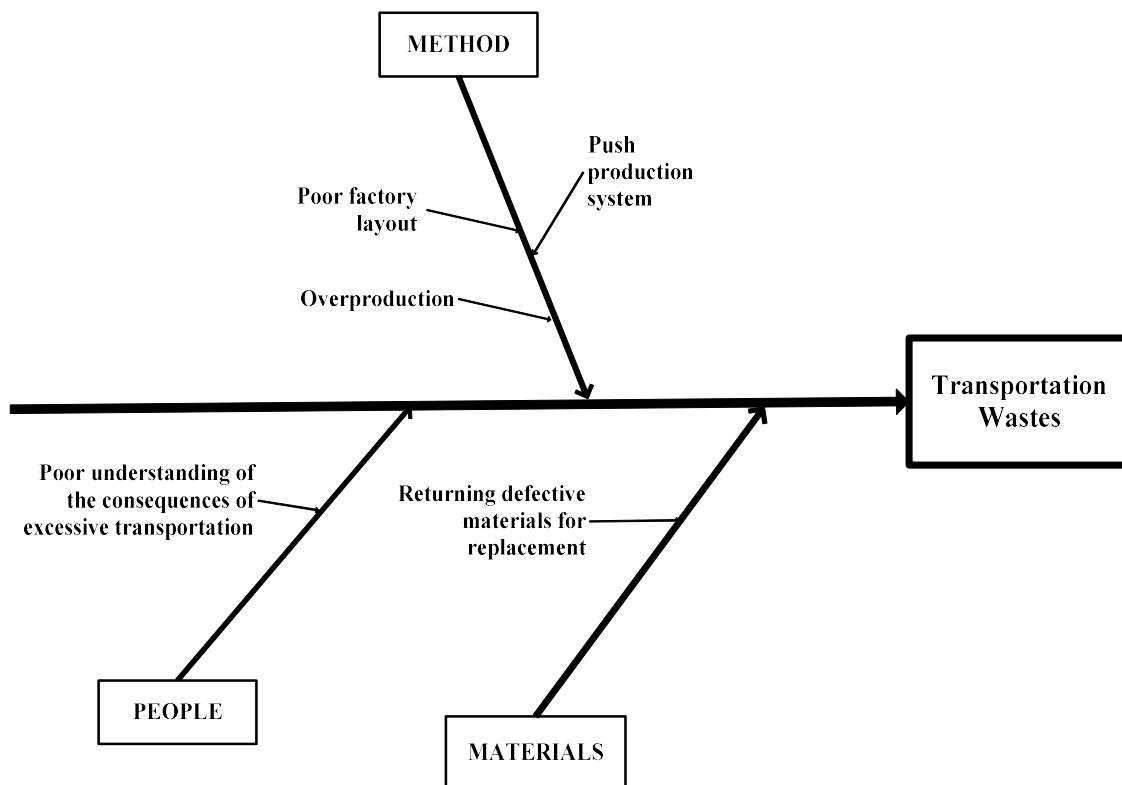 METHOD
Push
production
system
Poor factory
layout
Overproduction
Transportation
Wastes
Poor understanding of
the consequences of
excessive transportation
Returning defective
materials for
replacement
PEOPLE
MATERIALS